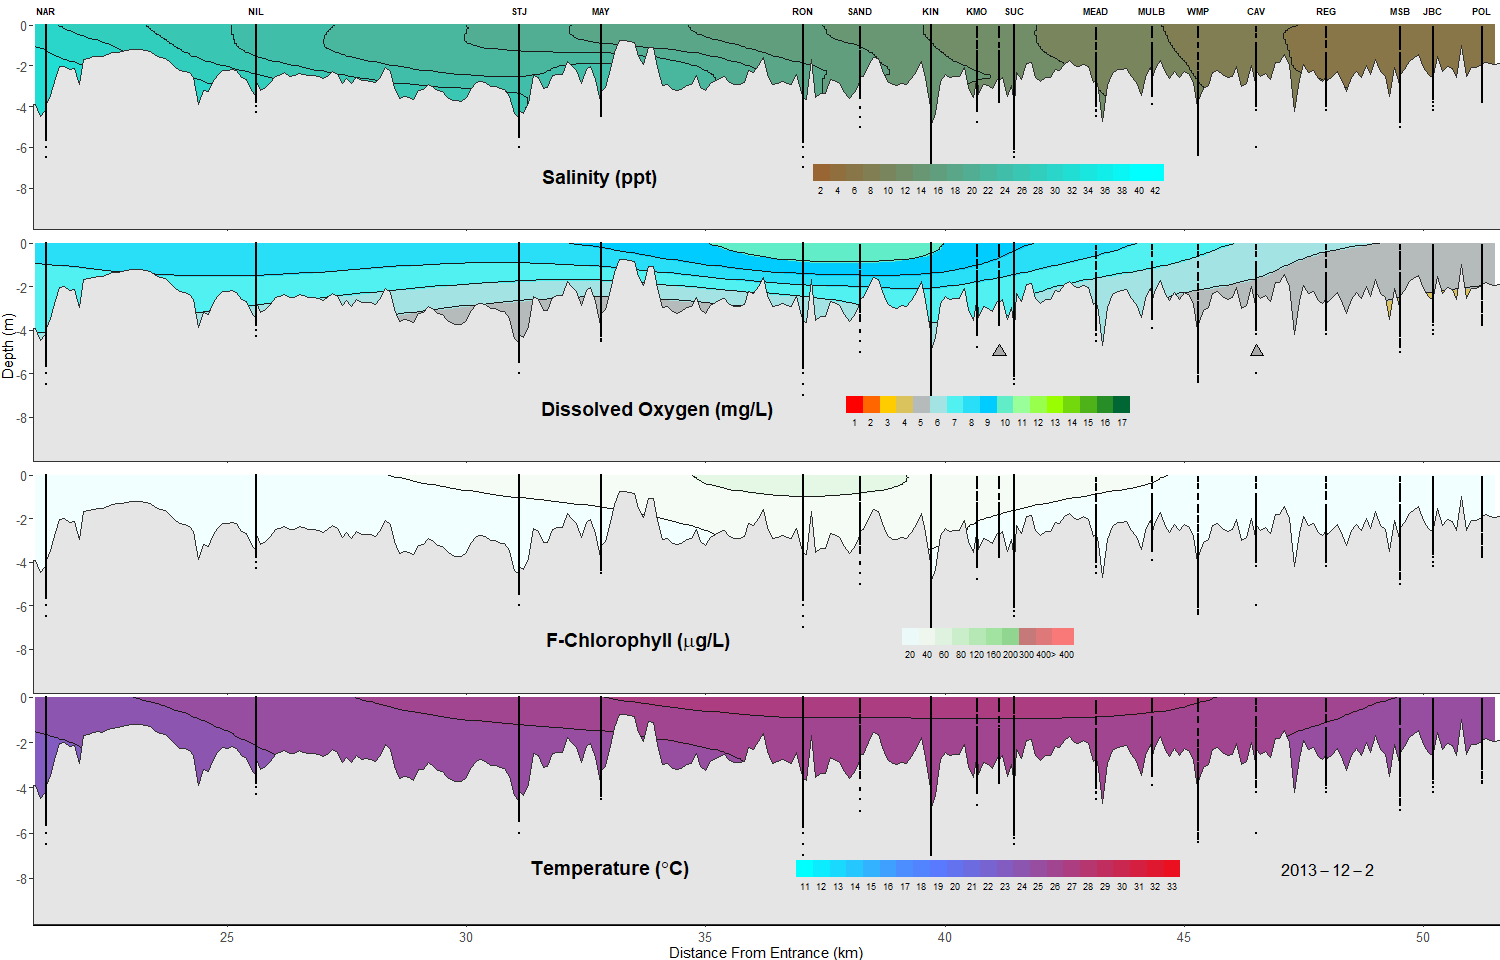 NAR NIL STJ MAY RON SAND KIN KMO SUC MEAD MULB WMP CAV REG MSB JBC POL
0
-2
-4
-6
-8
Salinity (ppt)
2 4 6 8 10 12 14 16 18 20 22 24 26 28 30 32 34 36 38 40 42
0
-2
-4
-6
-8
Depth (m)
Dissolved Oxygen (mg/L)
1 2 3 4 5 6 7 8 9 10 11 12 13 14 15 16 17
0
-2
-4
-6
-8
F-Chlorophyll (μg/L)
20 40 60 80 120 160 200 300 400 > 400
0
-2
-4
-6
-8
Temperature (°C)
11 12 13 14 15 16 17 18 19 20 21 22 23 24 25 26 27 28 29 30 31 32 33
2013 – 12 – 2
25 30 35 40 45 50
Distance From Entrance (km)